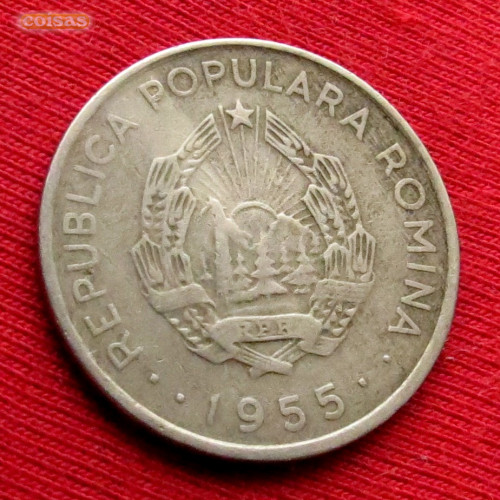 coisas
REPUBLICA POPULARA ROMINA
RPR
· · 1955 · ·